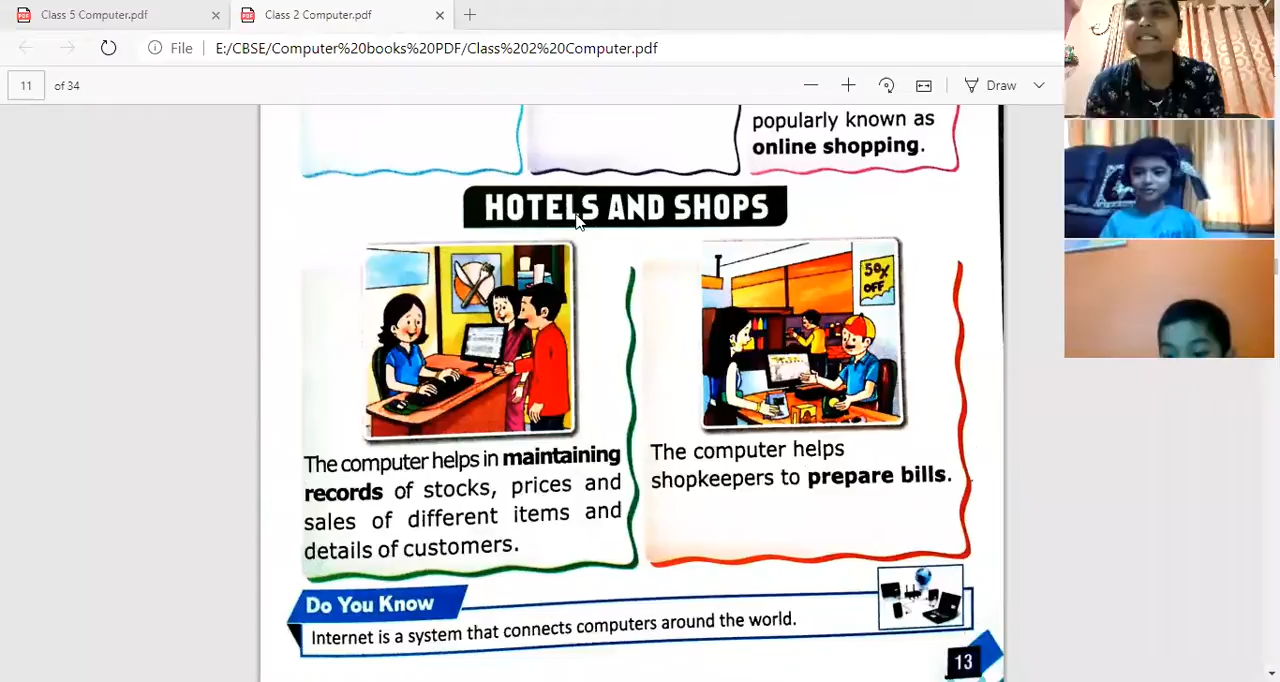 Class 5 Computer.pdf
Class 2 Computer.pdf
File
E:/CBSE/Computer%20books%20PDF/Class%202%20Computer.pdf
11 of 34
Draw
popularly known as
online shopping.
HOTELS AND SHOPS
50%
OFF
The computer helps in maintaining
records of stocks, prices and
sales of different items and
details of customers.
The computer helps
shopkeepers to prepare bills.
Do You Know
Internet is a system that connects computers around the world.
13